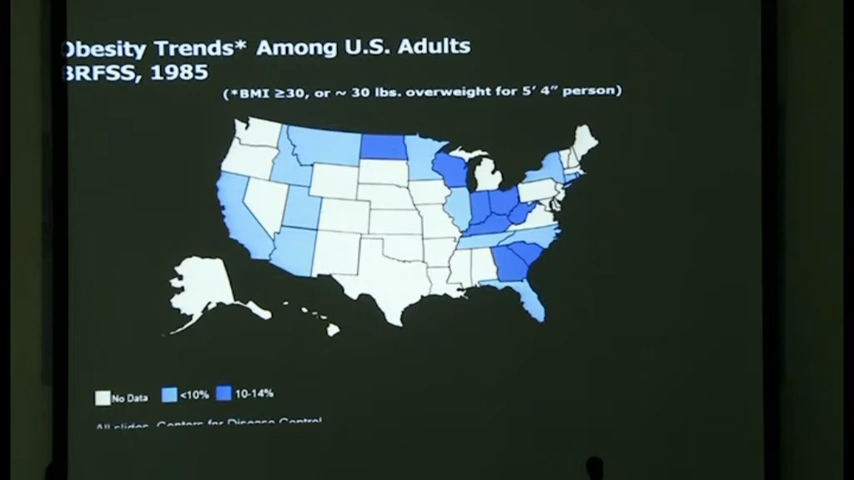 Obesity Trends* Among U.S. Adults
BRFSS, 1985
(*BMI ≥30, or ~ 30 lbs. overweight for 5’ 4” person)
No Data <10% 10-14%
All slides, Centers for Disease Control